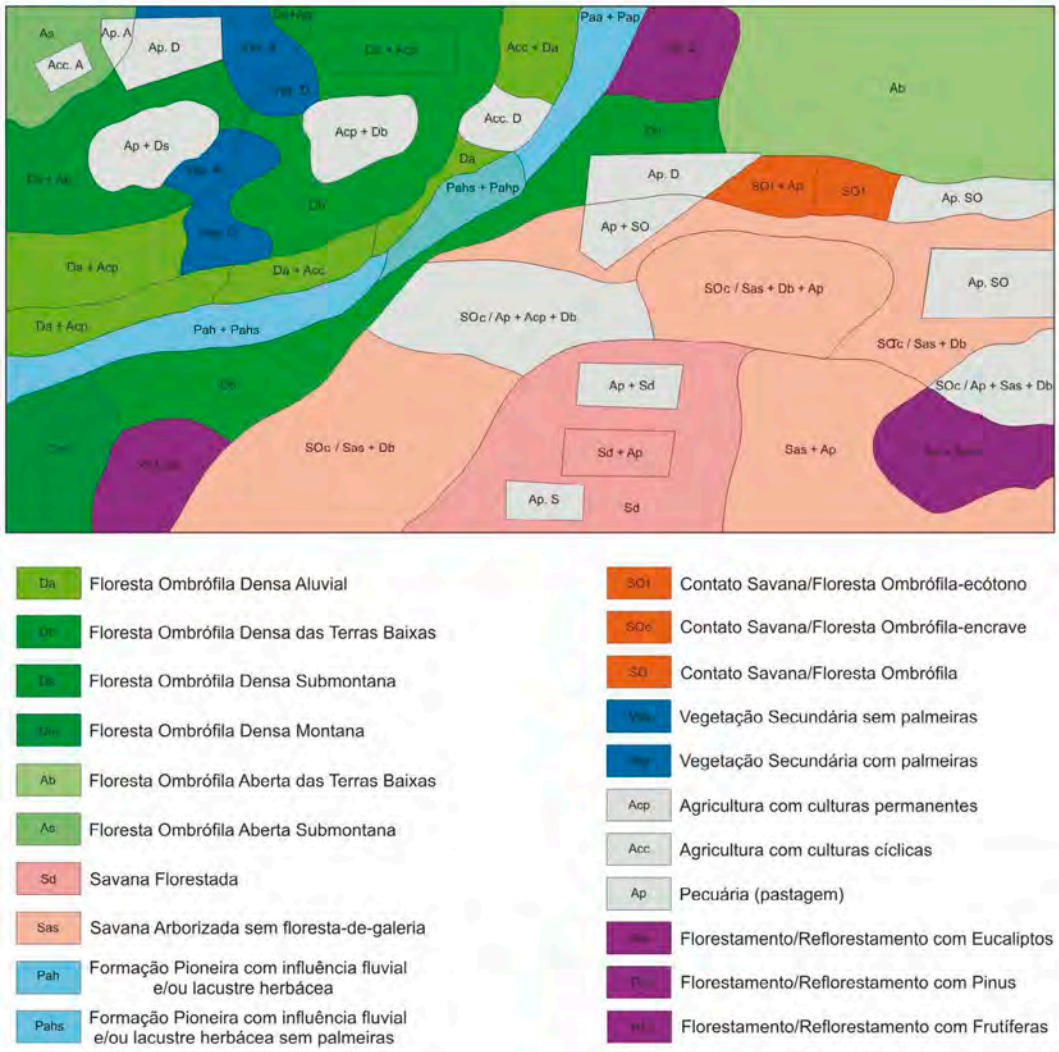 As
Ap. A
Ap. D
Acc. A
Acc + Da
Paa + Pap
Ab
Acc. D
Acp + Db
Ap + Ds
Da
Pahs + Pahp
Db
Ap. D
SOt + Ap
SOt
Ap. SO
Ap + SO
Db
Da + Acp
Da + Acc
SOc / Sas + Db + Ap
Ap. SO
Da + Acp
Pah + Pahs
SOc / Ap + Acp + Db
/ Sas + Db
Db
Ap + Sd
SOc / Ap + Sas + Db
SOc / Sas + Db
Sd + Ap
Sas + Ap
Ap. S
Sd
Da Floresta Ombrófila Densa Aluvial
Db Floresta Ombrófila Densa das Terras Baixas
Ds Floresta Ombrófila Densa Submontana
Dm Floresta Ombrófila Densa Montana
Ab Floresta Ombrófila Aberta das Terras Baixas
As Floresta Ombrófila Aberta Submontana
Sd Savana Florestada
Sas Savana Arborizada sem floresta-de-galeria
Pah Formação Pioneira com influência fluvial
e/ou lacustre herbácea
Pahs Formação Pioneira com influência fluvial
e/ou lacustre herbácea sem palmeiras
SOt Contato Savana/Floresta Ombrófila-ecótono
SOc Contato Savana/Floresta Ombrófila-encrave
SO Contato Savana/Floresta Ombrófila
Vegetação Secundária sem palmeiras
Vegetação Secundária com palmeiras
Acp Agricultura com culturas permanentes
Acc Agricultura com culturas cíclicas
Ap Pecuária (pastagem)
Florestamento/Reflorestamento com Eucaliptos
Florestamento/Reflorestamento com Pinus
Florestamento/Reflorestamento com Frutíferas